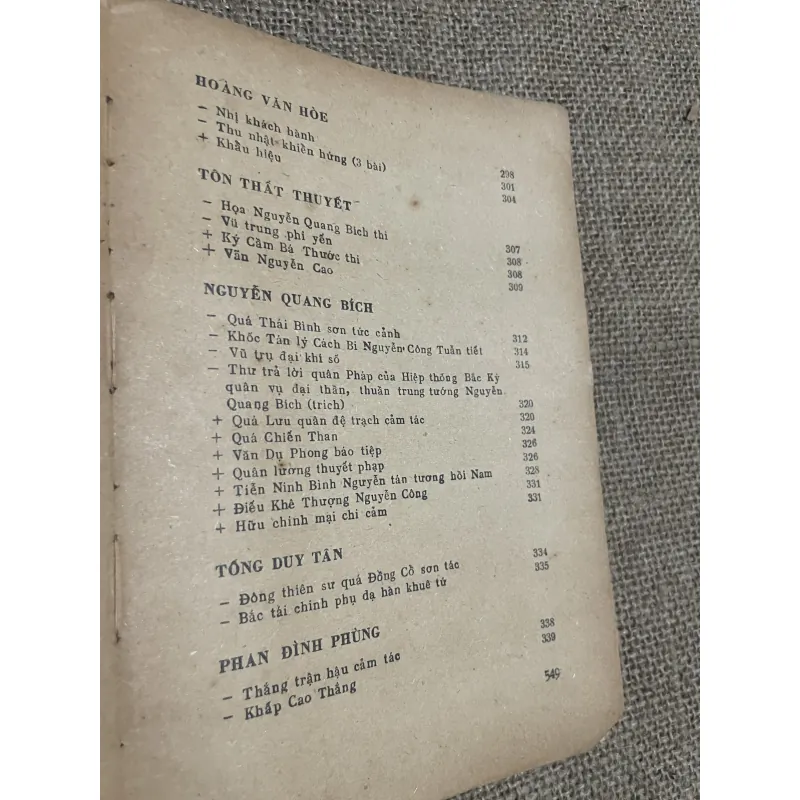 HOÀNG VĂN HÒE
— Nhị khách hành 298
— Thu nhật khiển hứng (3 bài) 301
+ Khẩu hiệu 304
TÔN THẤT THUYẾT
— Họa Nguyễn Quang Bích thi 307
— Vũ trung phi yến 308
+ Ký Cầm Bá Thước thi 308
+ Vấn Nguyễn Cao 309
NGUYỄN QUANG BÍCH
— Quá Thái Bình sơn tức cảnh 312
— Khốc Tản lý Cách Bi Nguyễn Công Tuẫn tiết 314
— Vũ trụ đại khi số 315
— Thư trả lời quân Pháp của Hiệp thống Bắc Kỳ
quân vụ đại thần, thuần trung tướng Nguyễn
Quang Bích (trích) 320
+ Quá Lưu quân đệ trạch cảm tác 320
+ Quá Chiến Than 324
+ Văn Dụ Phong báo tiệp 326
+ Quân lương thuyết phạp 326
+ Tiễn Ninh Bình Nguyễn tán tương hồi Nam 328
+ Điếu Khê Thượng Nguyễn Công 331
+ Hữu chinh mại chi cảm 331
TỐNG DUY TÂN
— Đông thiên sư quá Đồng Cổ sơn tác 334
— Bắc tải chinh phụ dạ hàn khuê tứ 335
PHAN ĐÌNH PHÙNG
— Thắng trận hậu cảm tác 338
— Khấp Cao Thắng 339
549